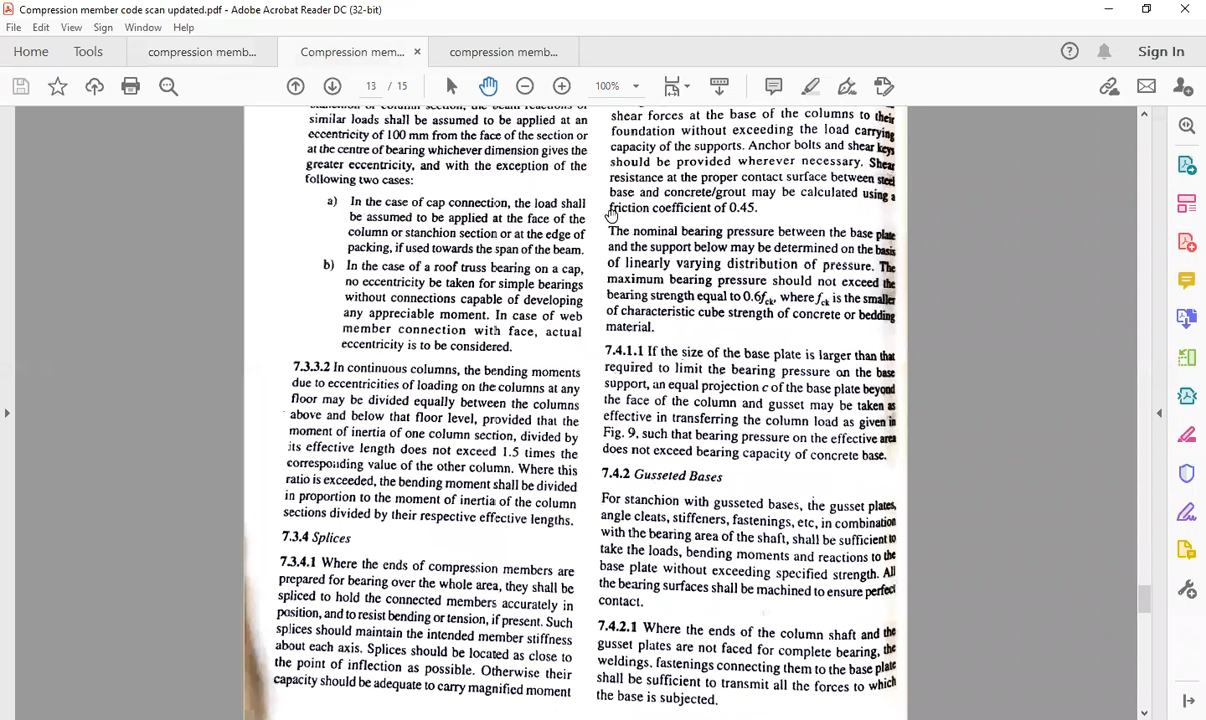 Compression member code scan updated.pdf - Adobe Acrobat Reader DC (32-bit)
File Edit View Sign Window Help
Home Tools compression memb... Compression mem... × compression memb... Sign In
13 / 15 100%
stanchion or column section, the beam reactions or
similar loads shall be assumed to be applied at an
eccentricity of 100 mm from the face of the section or
at the centre of bearing whichever dimension gives the
greater eccentricity, and with the exception of the
following two cases:
a) In the case of cap connection, the load shall
be assumed to be applied at the face of the
column or stanchion section or at the edge of
packing, if used towards the span of the beam.
b) In the case of a roof truss bearing on a cap,
no eccentricity be taken for simple bearings
without connections capable of developing
any appreciable moment. In case of web
member connection with face, actual
eccentricity is to be considered.
7.3.3.2 In continuous columns, the bending moments
due to eccentricities of loading on the columns at any
floor may be divided equally between the columns
above and below that floor level, provided that the
moment of inertia of one column section, divided by
its effective length does not exceed 1.5 times the
corresponding value of the other column. Where this
ratio is exceeded, the bending moment shall be divided
in proportion to the moment of inertia of the column
sections divided by their respective effective lengths.
7.3.4 Splices
7.3.4.1 Where the ends of compression members are
prepared for bearing over the whole area, they shall be
spliced to hold the connected members accurately in
position, and to resist bending or tension, if present. Such
splices should maintain the intended member stiffness
about each axis. Splices should be located as close to
the point of inflection as possible. Otherwise their
capacity should be adequate to carry magnified moment
shear forces at the base of the columns to their
foundation without exceeding the load carrying
capacity of the supports. Anchor bolts and shear keys
should be provided wherever necessary. Shear
resistance at the proper contact surface between steel
base and concrete/grout may be calculated using a
friction coefficient of 0.45.
The nominal bearing pressure between the base plate
and the support below may be determined on the basis
of linearly varying distribution of pressure. The
maximum bearing pressure should not exceed the
bearing strength equal to 0.6fck, where fck is the smaller
of characteristic cube strength of concrete or bedding
material.
7.4.1.1 If the size of the base plate is larger than that
required to limit the bearing pressure on the base
support, an equal projection c of the base plate beyond
the face of the column and gusset may be taken as
effective in transferring the column load as given in
Fig. 9, such that bearing pressure on the effective area
does not exceed bearing capacity of concrete base.
7.4.2 Gusseted Bases
For stanchion with gusseted bases, the gusset plates,
angle cleats, stiffeners, fastenings, etc, in combination
with the bearing area of the shaft, shall be sufficient to
take the loads, bending moments and reactions to the
base plate without exceeding specified strength. All
the bearing surfaces shall be machined to ensure perfect
contact.
7.4.2.1 Where the ends of the column shaft and the
gusset plates are not faced for complete bearing, the
weldings, fastenings connecting them to the base plate
shall be sufficient to transmit all the forces to which
the base is subjected.